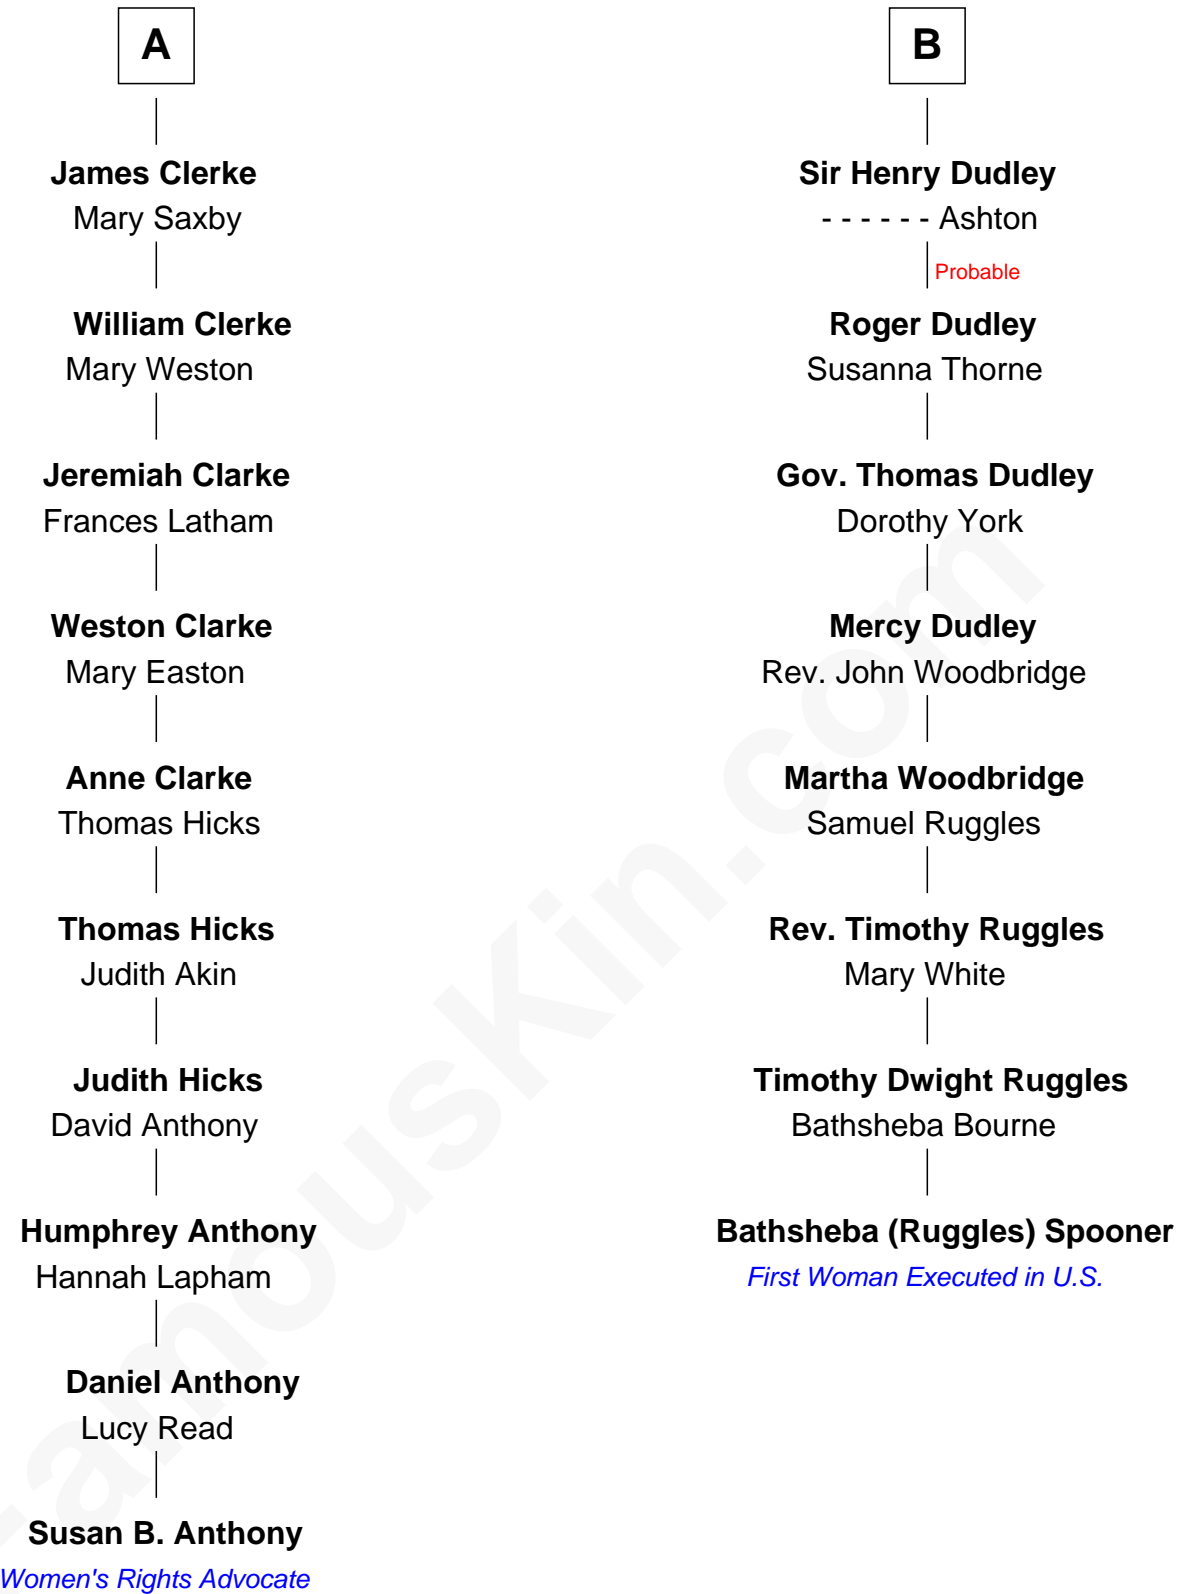 A
James Clerke
Mary Saxby
William Clerke
Mary Weston
Jeremiah Clarke
Frances Latham
Weston Clarke
Mary Easton
Anne Clarke
Thomas Hicks
Thomas Hicks
Judith Akin
Judith Hicks
David Anthony
Humphrey Anthony
Hannah Lapham
Daniel Anthony
Lucy Read
Susan B. Anthony
Women's Rights Advocate
B
Sir Henry Dudley
- - - - - - Ashton
Probable
Roger Dudley
Susanna Thorne
Gov. Thomas Dudley
Dorothy York
Mercy Dudley
Rev. John Woodbridge
Martha Woodbridge
Samuel Ruggles
Rev. Timothy Ruggles
Mary White
Timothy Dwight Ruggles
Bathsheba Bourne
Bathsheba (Ruggles) Spooner
First Woman Executed in U.S.
FamousKin.com